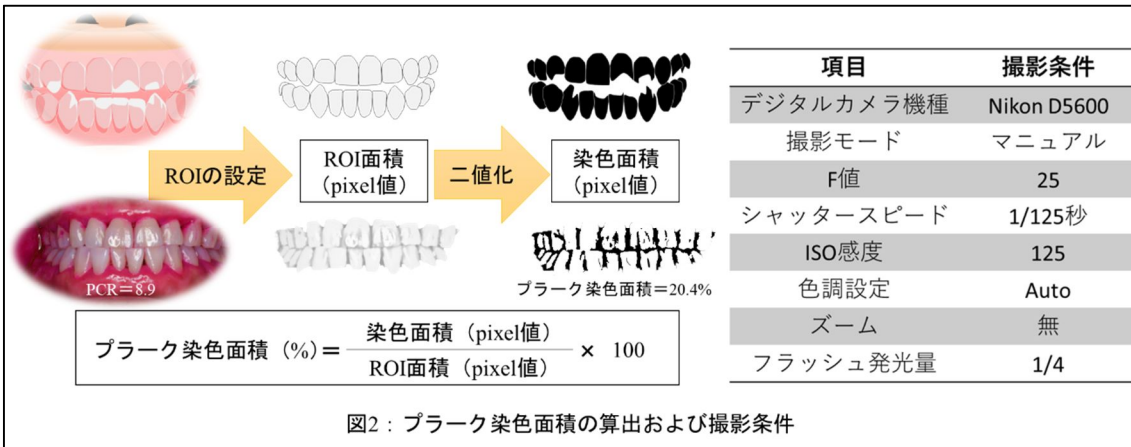 ROIの設定
ROI面積
(pixel値)
二値化
染色面積
(pixel値)
PCR=8.9
プラーク染色面積=20.4%
プラーク染色面積 (%)= 染色面積 (pixel値) / ROI面積 (pixel値) × 100
項目 撮影条件
デジタルカメラ機種 Nikon D5600
撮影モード マニュアル
F値 25
シャッタースピード 1/125秒
ISO感度 125
色調設定 Auto
ズーム 無
フラッシュ発光量 1/4
図2:プラーク染色面積の算出および撮影条件